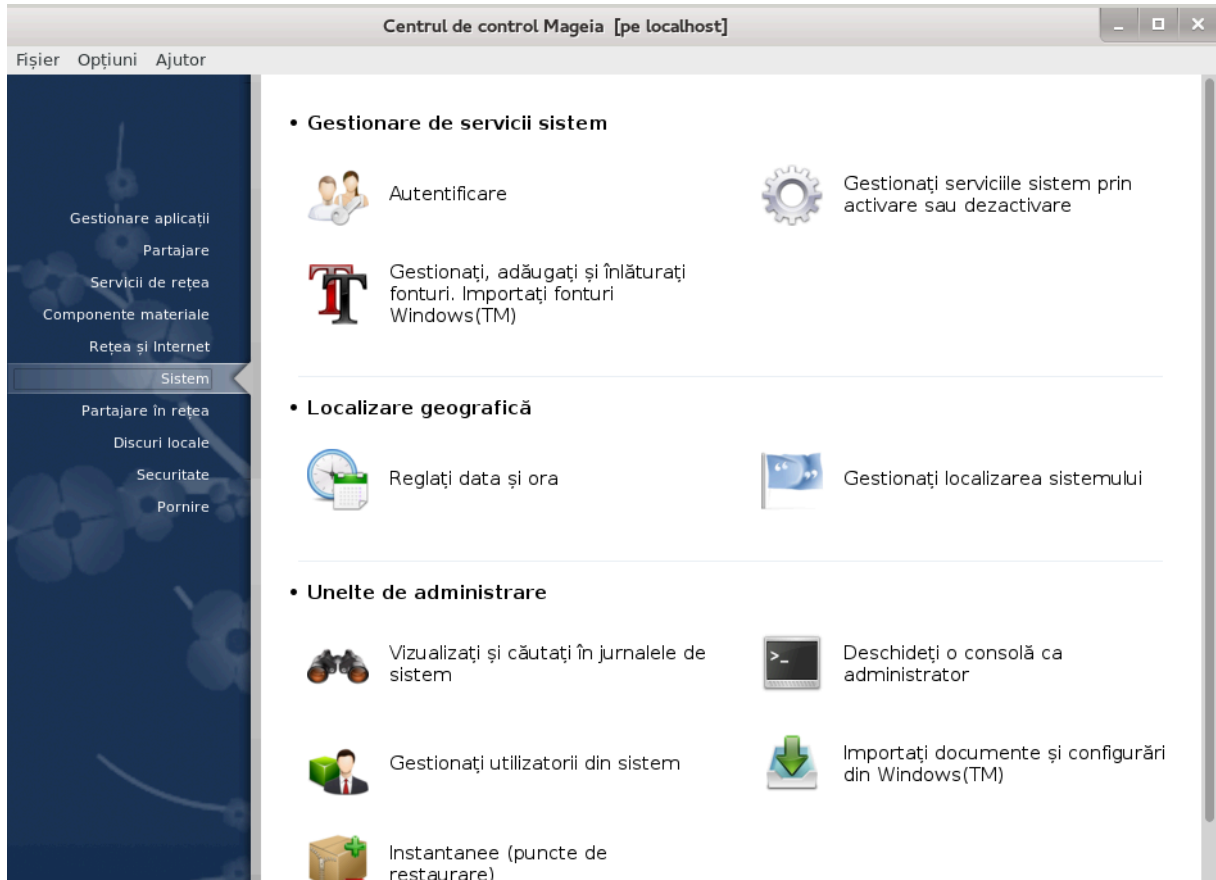 Centrul de control Mageia [pe localhost]
Fișier Opțiuni Ajutor
Gestionare aplicații
Partajare
Servicii de rețea
Componente materiale
Rețea și Internet
Sistem
Partajare în rețea
Discuri locale
Securitate
Pornire
• Gestionare de servicii sistem
Autentificare
Gestionați serviciile sistem prin
activare sau dezactivare
Gestionați, adăugați și înlăturați
fonturi. Importați fonturi
Windows(TM)
• Localizare geografică
Reglați data și ora
Gestionați localizarea sistemului
• Unelte de administrare
Vizualizați și căutați în jurnalele de
sistem
Deschideți o consolă ca
administrator
Gestionați utilizatorii din sistem
Importați documente și configurări
din Windows(TM)
Instantanee (puncte de
restaurare)